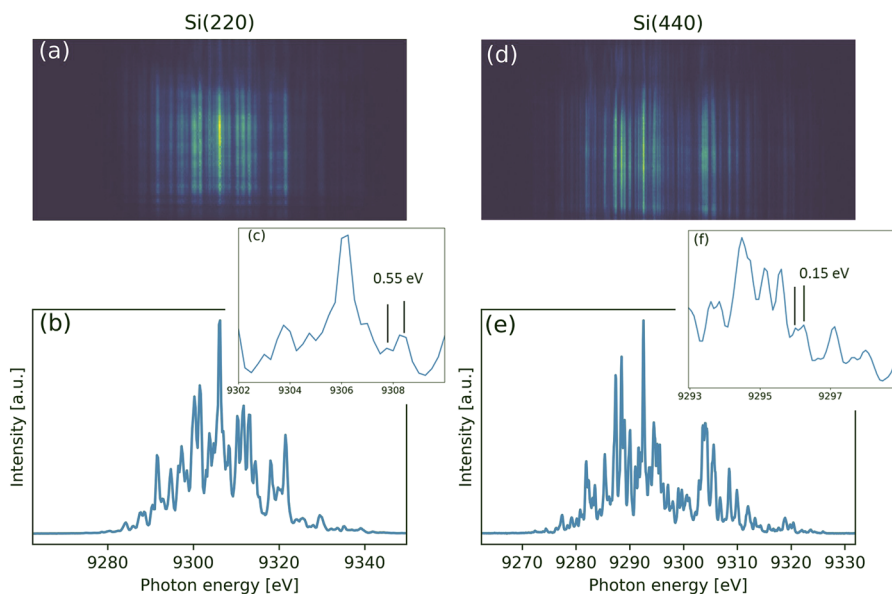 Si(220)
Si(440)
(a)
(d)
(c)
0.55 eV
9302 9304 9306 9308
(f)
0.15 eV
9293 9295 9297
(b)
Intensity [a.u.]
9280 9300 9320 9340
Photon energy [eV]
(e)
Intensity [a.u.]
9270 9280 9290 9300 9310 9320 9330
Photon energy [eV]